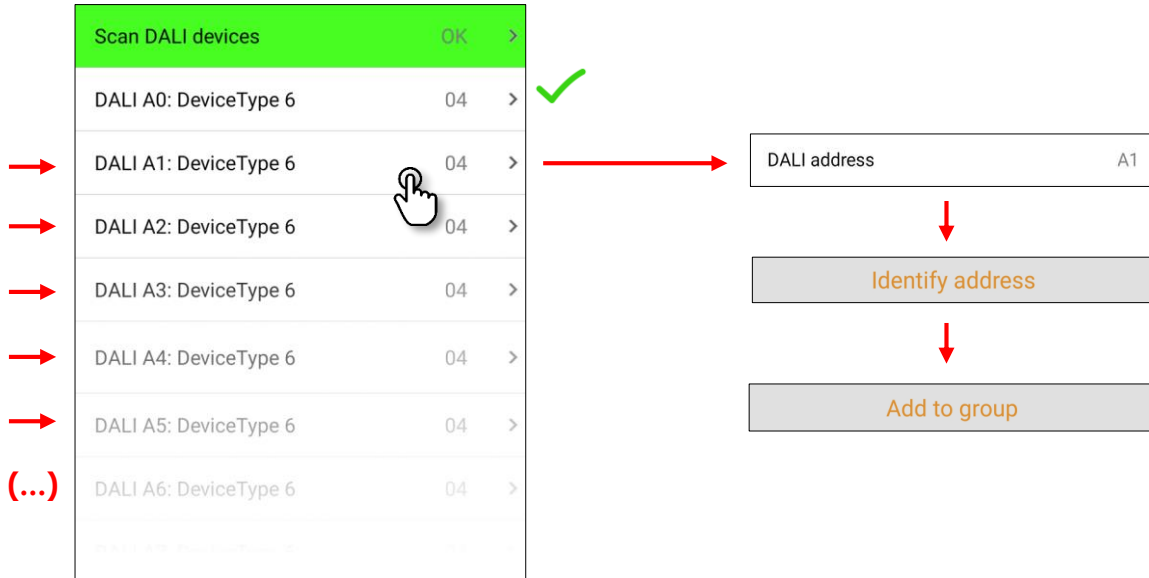 Scan DALI devices OK >
DALI A0: DeviceType 6 04 >
DALI A1: DeviceType 6 04 >
DALI A2: DeviceType 6 04 >
DALI A3: DeviceType 6 04 >
DALI A4: DeviceType 6 04 >
DALI A5: DeviceType 6 04 >
(...)
DALI A6: DeviceType 6 04 >
DALI address A1
Identify address
Add to group